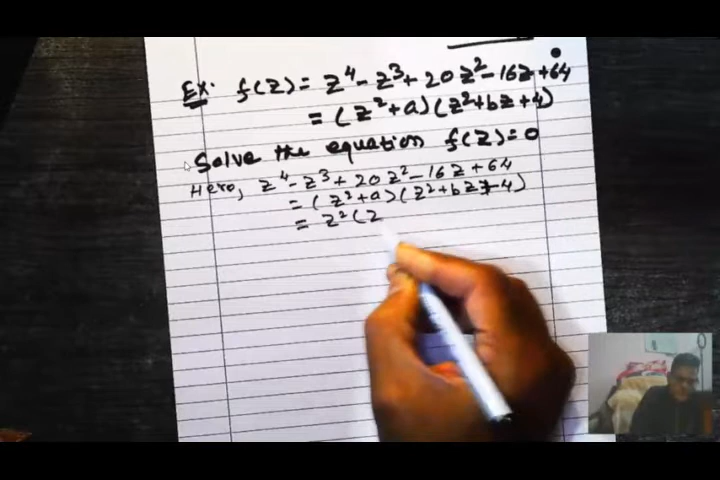 Ex: f(z) = z⁴ - z³ + 20z² - 16z + 64
= (z² + a)(z² + bz + 4)
Solve the equation f(z) = 0
Here, z⁴ - z³ + 20z² - 16z + 64
= (z² + a)(z² + bz + 4)
= z²(z